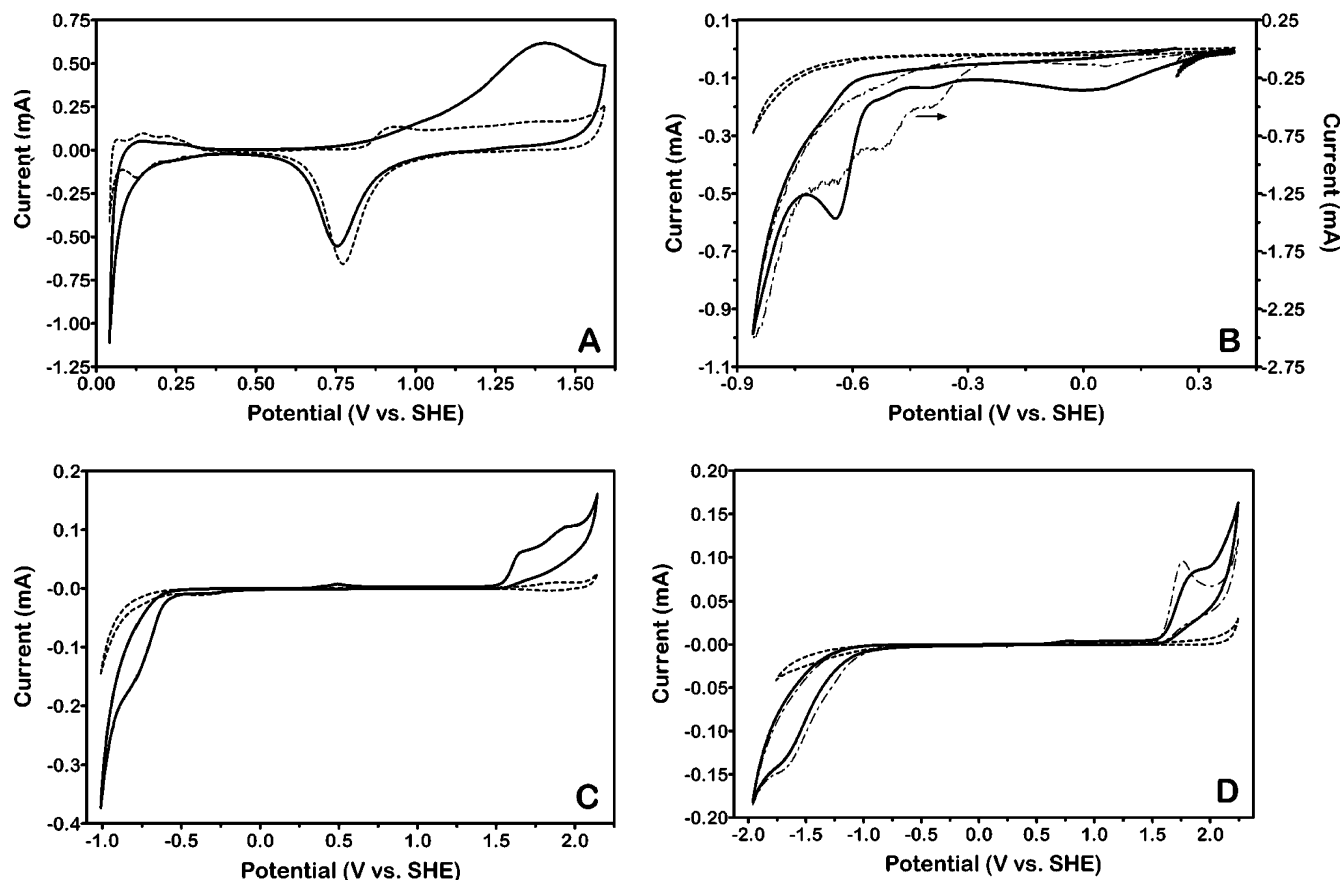 0.75
0.50
0.25
0.00
-0.25
-0.50
-0.75
-1.00
-1.25
Current (mA)
0.00 0.25 0.50 0.75 1.00 1.25 1.50
Potential (V vs. SHE)
A
0.1
-0.1
-0.3
-0.5
-0.7
-0.9
-1.1
Current (mA)
0.25
-0.25
-0.75
-1.25
-1.75
-2.25
-2.75
Current (mA)
-0.9 -0.6 -0.3 0.0 0.3
Potential (V vs. SHE)
B
0.2
0.1
-0.0
-0.1
-0.2
-0.3
-0.4
Current (mA)
-1.0 -0.5 0.0 0.5 1.0 1.5 2.0
Potential (V vs. SHE)
C
0.20
0.15
0.10
0.05
-0.00
-0.05
-0.10
-0.15
-0.20
Current (mA)
-2.0 -1.5 -1.0 -0.5 0.0 0.5 1.0 1.5 2.0
Potential (V vs. SHE)
D